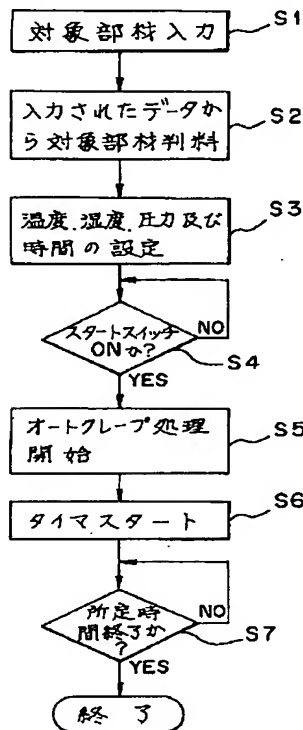 対象部材入力
S1
入力されたデータか
ら対象部材判料
S2
温度.湿度.圧力及び
時間の設定
S3
スタートスイッチ
ONか?
NO
S4
YES
オートクレープ処理
開始
S5
タイマスタート
S6
所定時
間終了か
?
NO
S7
YES
終了